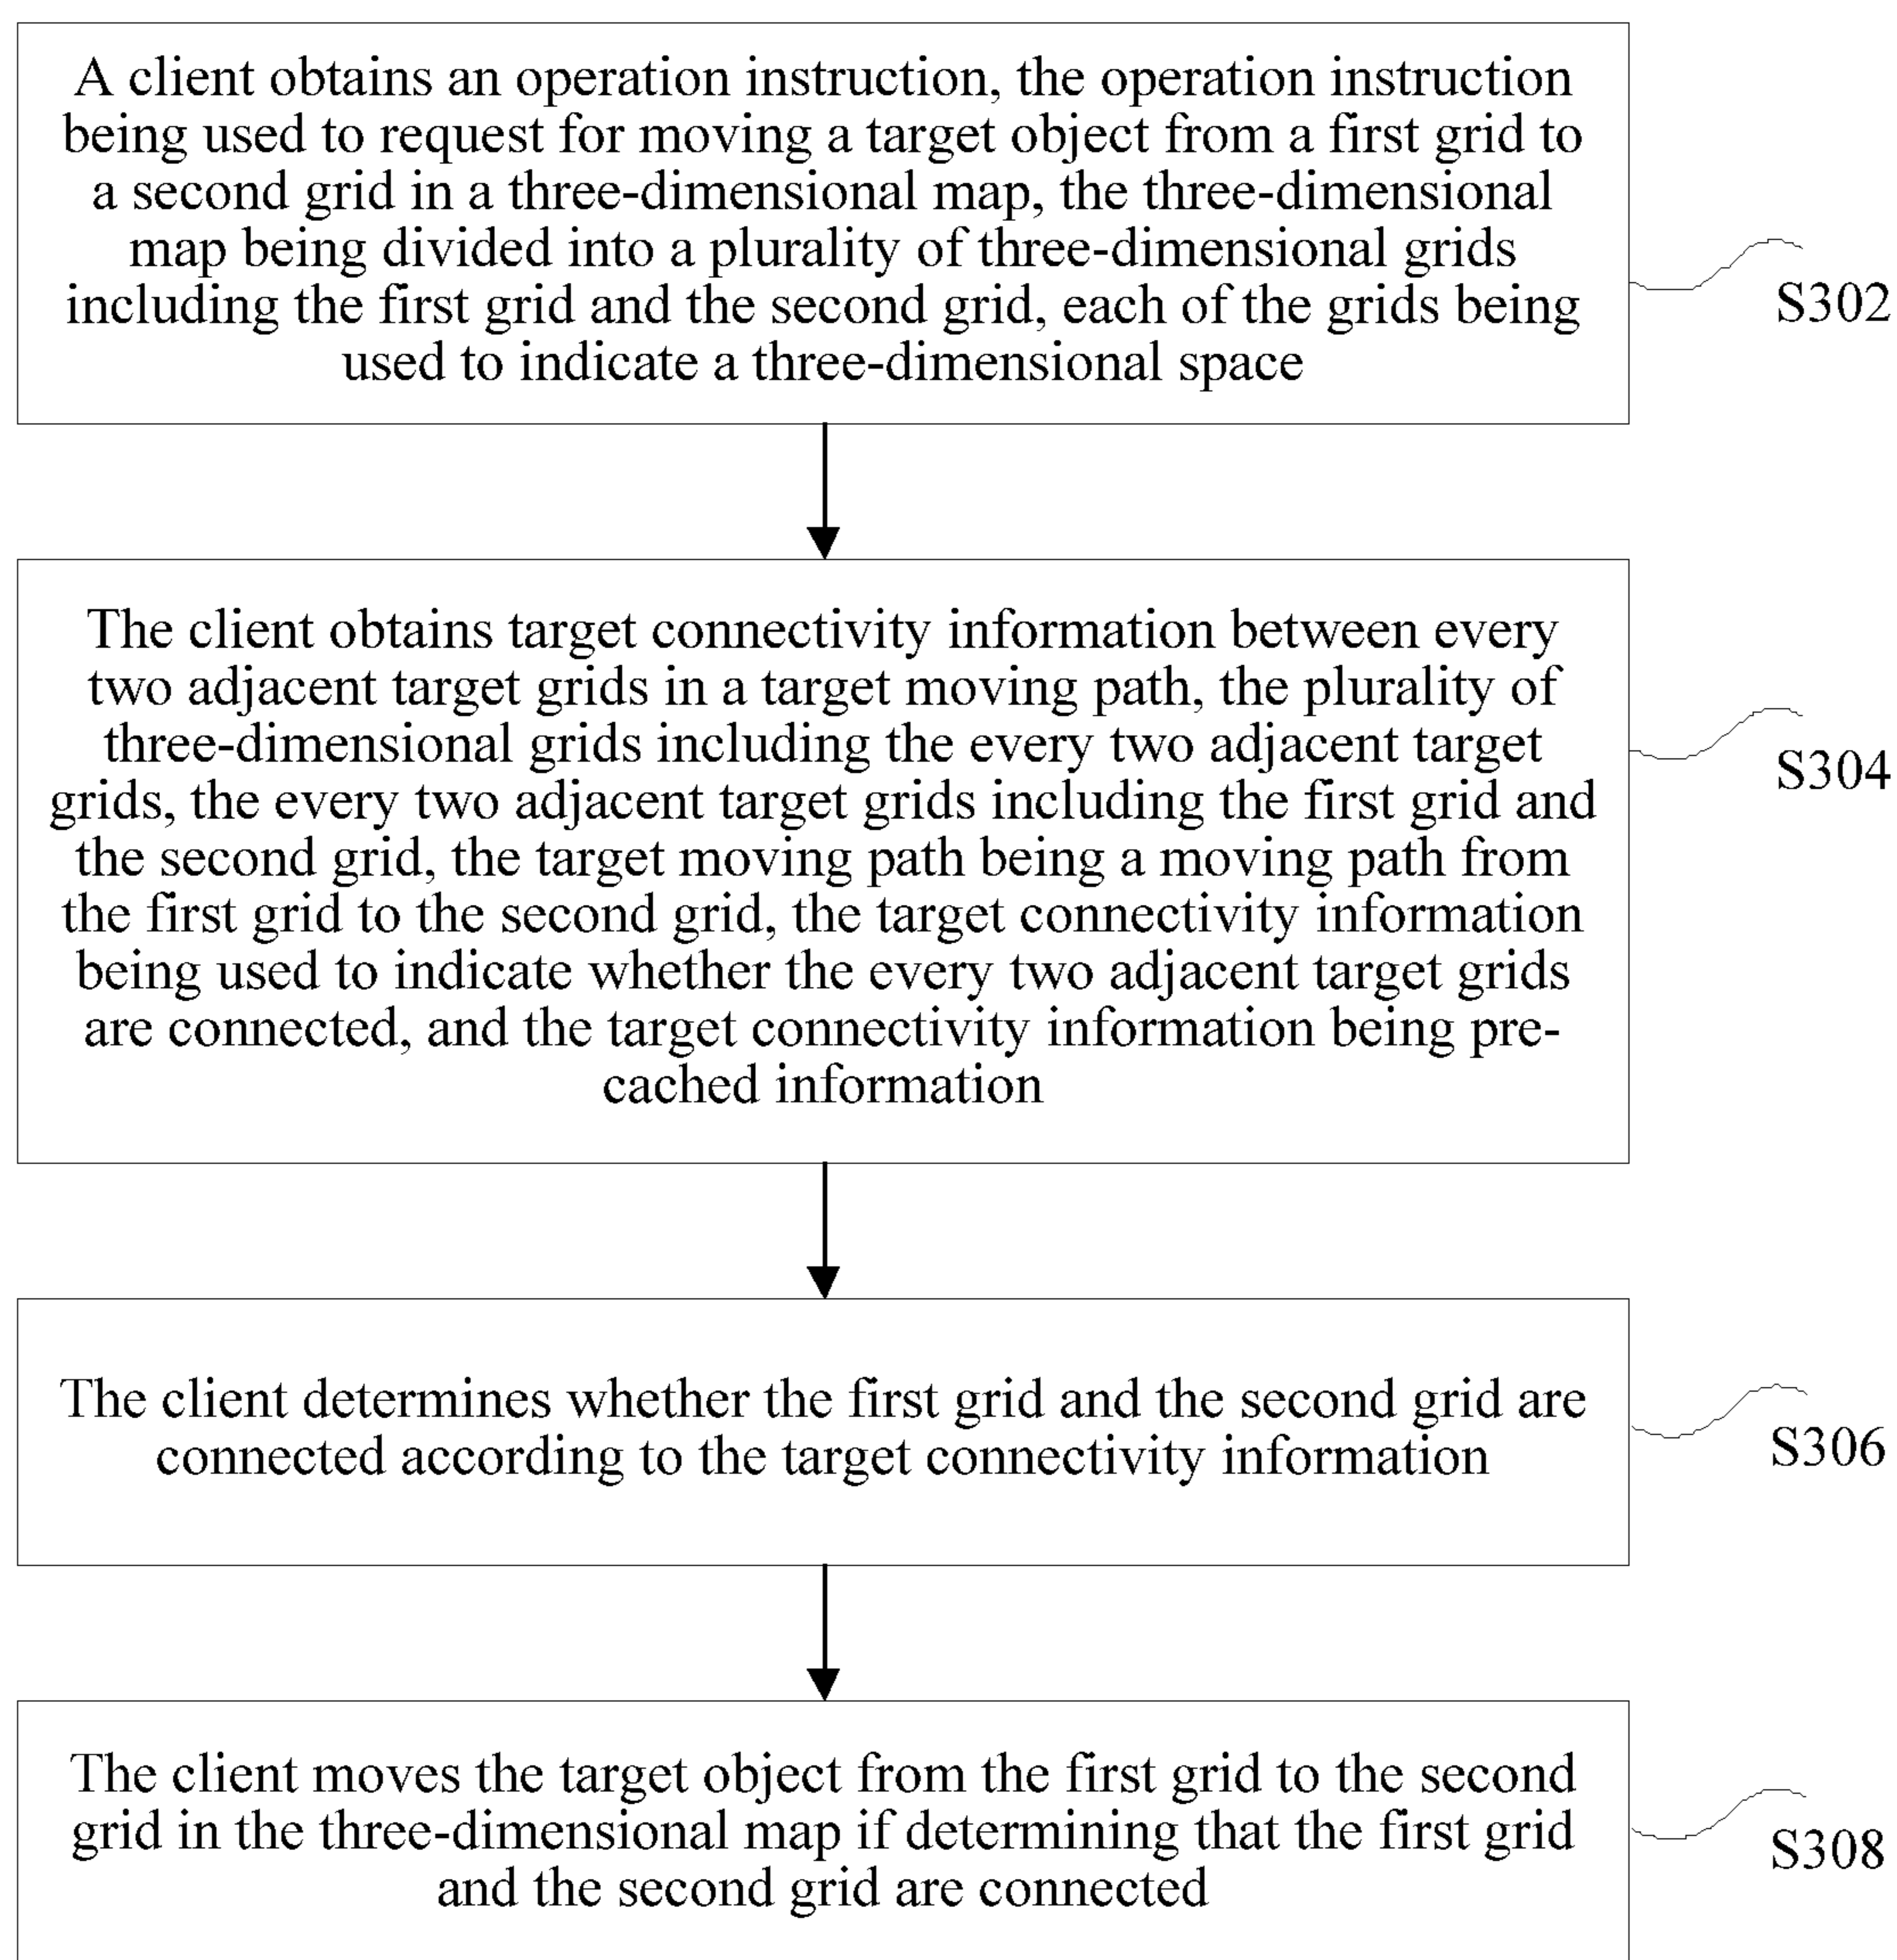 A client obtains an operation instruction, the operation instruction
being used to request for moving a target object from a first grid to
a second grid in a three-dimensional map, the three-dimensional
map being divided into a plurality of three-dimensional grids
including the first grid and the second grid, each of the grids being
used to indicate a three-dimensional space
S302
The client obtains target connectivity information between every
two adjacent target grids in a target moving path, the plurality of
three-dimensional grids including the every two adjacent target
grids, the every two adjacent target grids including the first grid and
the second grid, the target moving path being a moving path from
the first grid to the second grid, the target connectivity information
being used to indicate whether the every two adjacent target grids
are connected, and the target connectivity information being pre-
cached information
S304
The client determines whether the first grid and the second grid are
connected according to the target connectivity information
S306
The client moves the target object from the first grid to the second
grid in the three-dimensional map if determining that the first grid
and the second grid are connected
S308